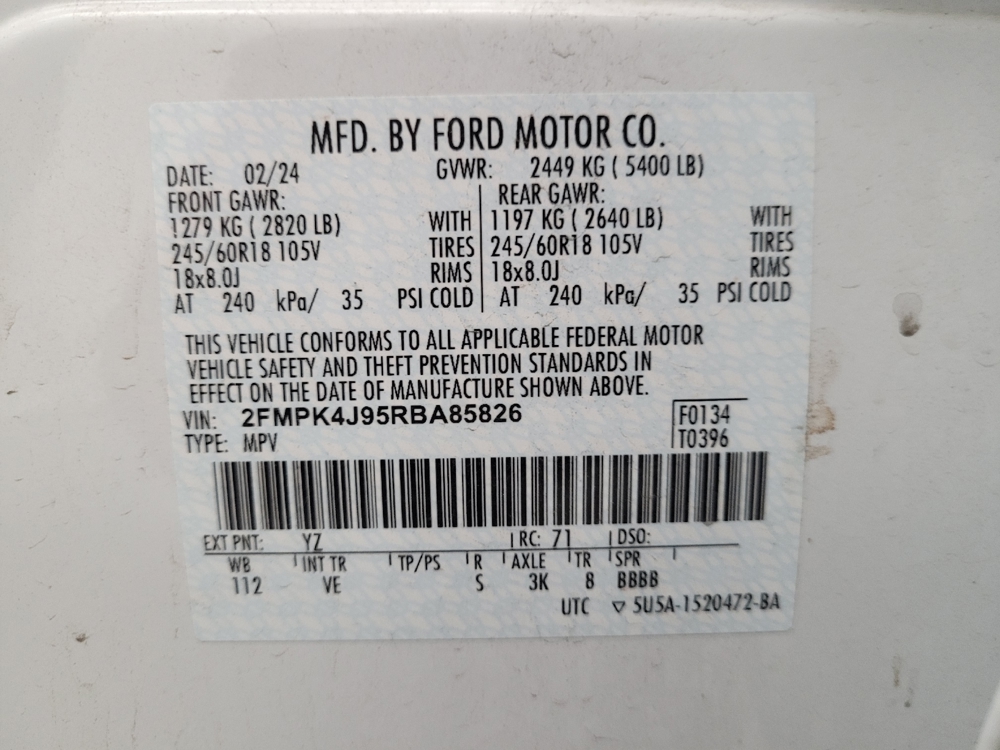 MFD. BY FORD MOTOR CO.
DATE: 02/24 GVWR: 2449 KG ( 5400 LB)
FRONT GAWR: REAR GAWR:
1279 KG ( 2820 LB) WITH 1197 KG ( 2640 LB) WITH
245/60R18 105V TIRES 245/60R18 105V TIRES
18x8.0J RIMS 18x8.0J RIMS
AT 240 kPa/ 35 PSI COLD AT 240 kPa/ 35 PSI COLD
THIS VEHICLE CONFORMS TO ALL APPLICABLE FEDERAL MOTOR
VEHICLE SAFETY AND THEFT PREVENTION STANDARDS IN
EFFECT ON THE DATE OF MANUFACTURE SHOWN ABOVE.
VIN: 2FMPK4J95RBA85826 F0134
TYPE: MPV T0396
EXT PNT: YZ RC: 71 DSO:
WB INT TR TP/PS R AXLE TR SPR
112 VE S 3K 8 BBBB
UTC ▽ 5U5A-1520472-BA